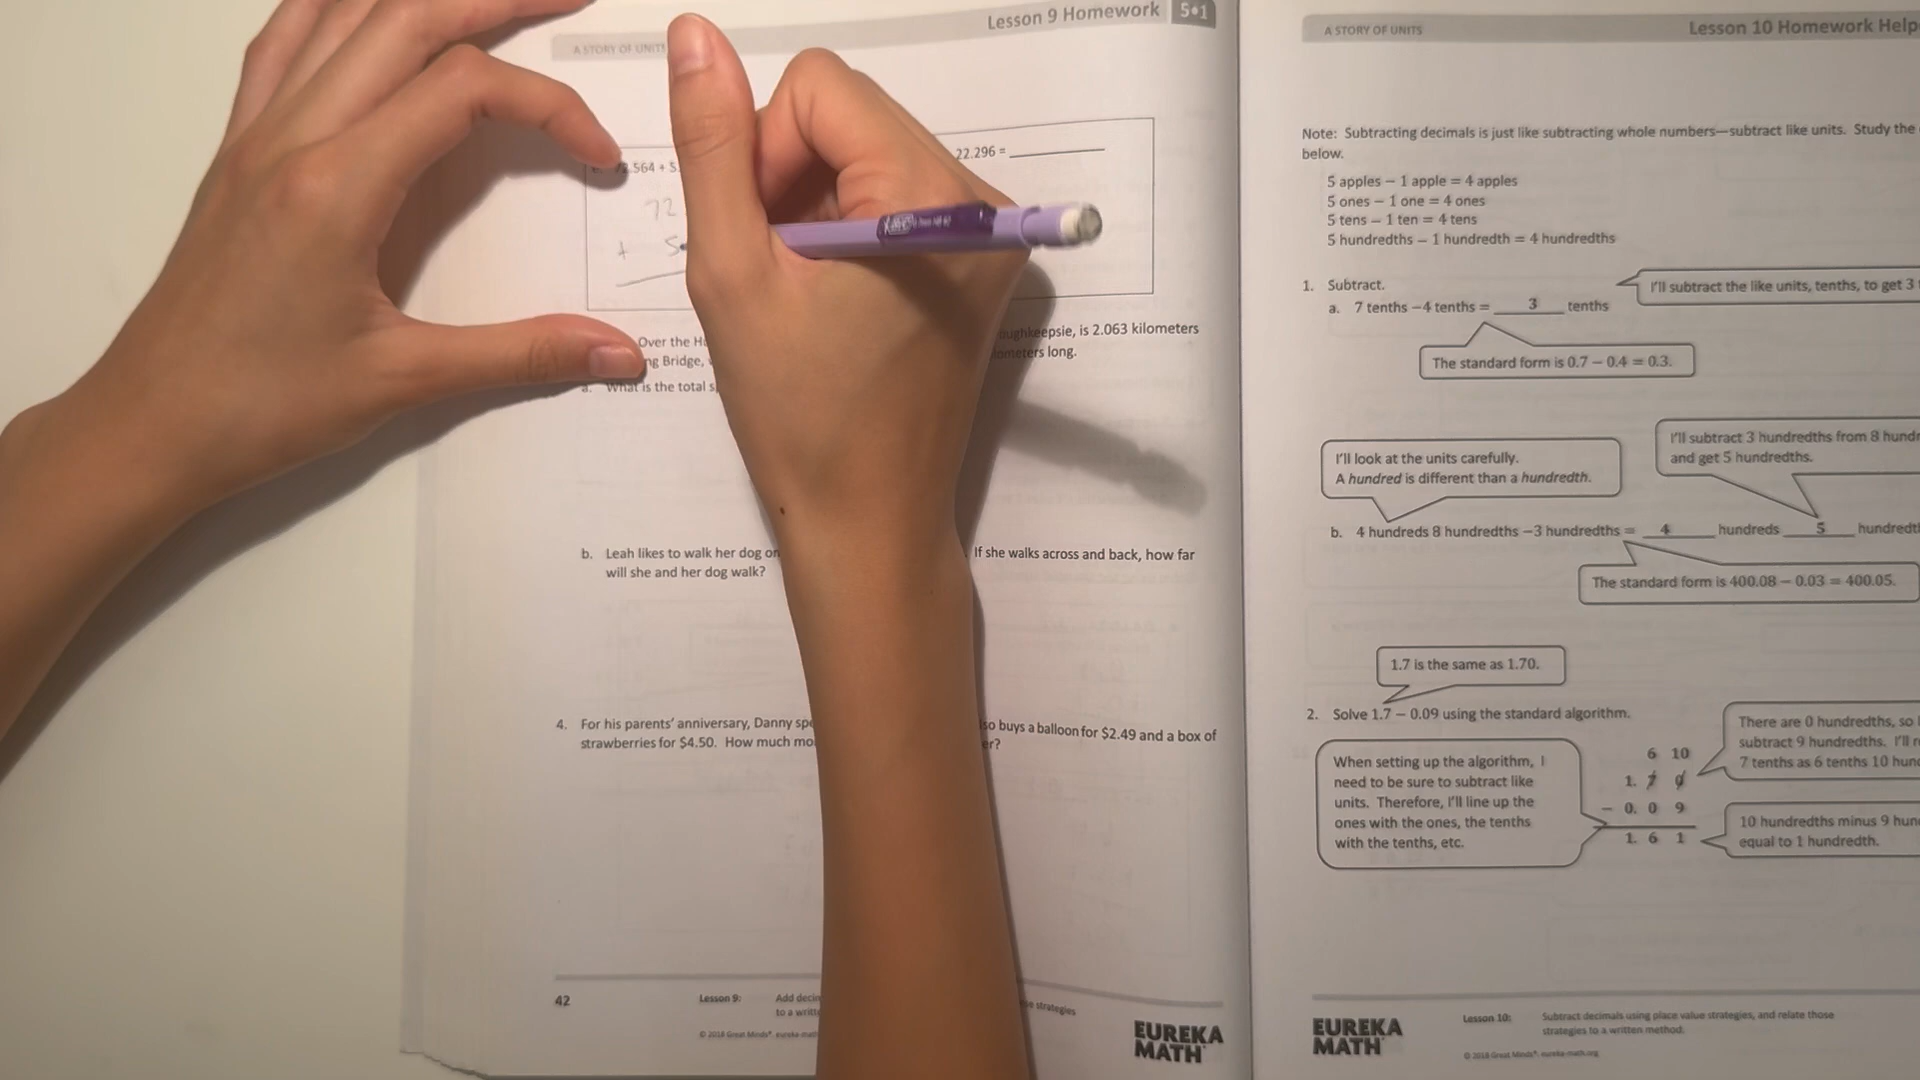 Lesson 9 Homework 5•1
A STORY OF UNITS
.564 + 5.
22.296 =
72
+ 5.
Over the
oughkeepsie, is 2.063 kilometers
ng Bridge,
lometers long.
a. What is the total
b. Leah likes to walk her dog on If she walks across and back, how far
will she and her dog walk?
4. For his parents' anniversary, Danny so buys a balloon for $2.49 and a box of
strawberries for $4.50. How much er?
42
Lesson 9: Add
to a strategies
© 2018 Great Minds®. eureka-math
EUREKA
MATH
A STORY OF UNITS
Lesson 10 Homework Help
Note: Subtracting decimals is just like subtracting whole numbers—subtract like units. Study the
below.
5 apples − 1 apple = 4 apples
5 ones − 1 one = 4 ones
5 tens − 1 ten = 4 tens
5 hundredths − 1 hundredth = 4 hundredths
1. Subtract.
I'll subtract the like units, tenths, to get 3
a. 7 tenths −4 tenths = 3 tenths
The standard form is 0.7 − 0.4 = 0.3.
I'll look at the units carefully.
A hundred is different than a hundredth.
I'll subtract 3 hundredths from 8 hundr
and get 5 hundredths.
b. 4 hundreds 8 hundredths −3 hundredths = 4 hundreds 5 hundredt
The standard form is 400.08 − 0.03 = 400.05.
1.7 is the same as 1.70.
2. Solve 1.7 − 0.09 using the standard algorithm.
When setting up the algorithm, I
need to be sure to subtract like
units. Therefore, I'll line up the
ones with the ones, the tenths
with the tenths, etc.
6 10
1. 7 0
− 0. 0 9
1. 6 1
There are 0 hundredths, so
subtract 9 hundredths. I'll
7 tenths as 6 tenths 10 hun
10 hundredths minus 9 hun
equal to 1 hundredth.
EUREKA
MATH
Lesson 10: Subtract decimals using place value strategies, and relate those
strategies to a written method.
© 2018 Great Minds®. eureka-math.org